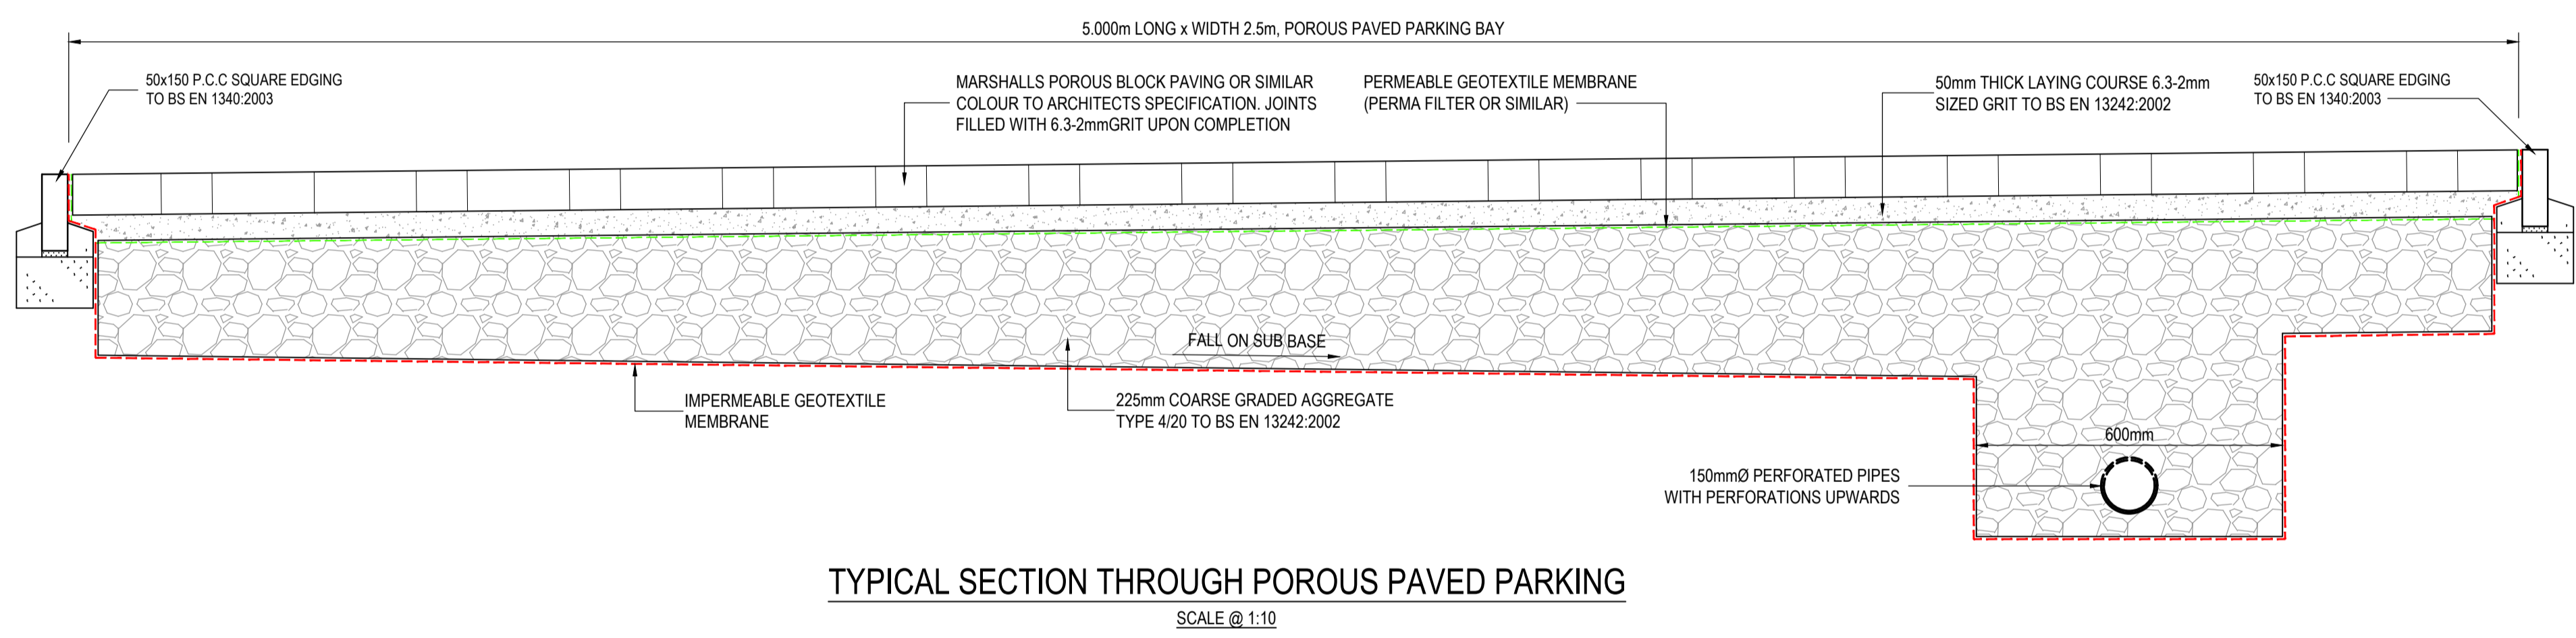 5.000m LONG x WIDTH 2.5m, POROUS PAVED PARKING BAY
50x150 P.C.C SQUARE EDGING
TO BS EN 1340:2003
MARSHALLS POROUS BLOCK PAVING OR SIMILAR
COLOUR TO ARCHITECTS SPECIFICATION. JOINTS
FILLED WITH 6.3-2mmGRIT UPON COMPLETION
PERMEABLE GEOTEXTILE MEMBRANE
(PERMA FILTER OR SIMILAR)
50mm THICK LAYING COURSE 6.3-2mm
SIZED GRIT TO BS EN 13242:2002
50x150 P.C.C SQUARE EDGING
TO BS EN 1340:2003
FALL ON SUB BASE
IMPERMEABLE GEOTEXTILE
MEMBRANE
225mm COARSE GRADED AGGREGATE
TYPE 4/20 TO BS EN 13242:2002
600mm
150mmØ PERFORATED PIPES
WITH PERFORATIONS UPWARDS
TYPICAL SECTION THROUGH POROUS PAVED PARKING
SCALE @ 1:10